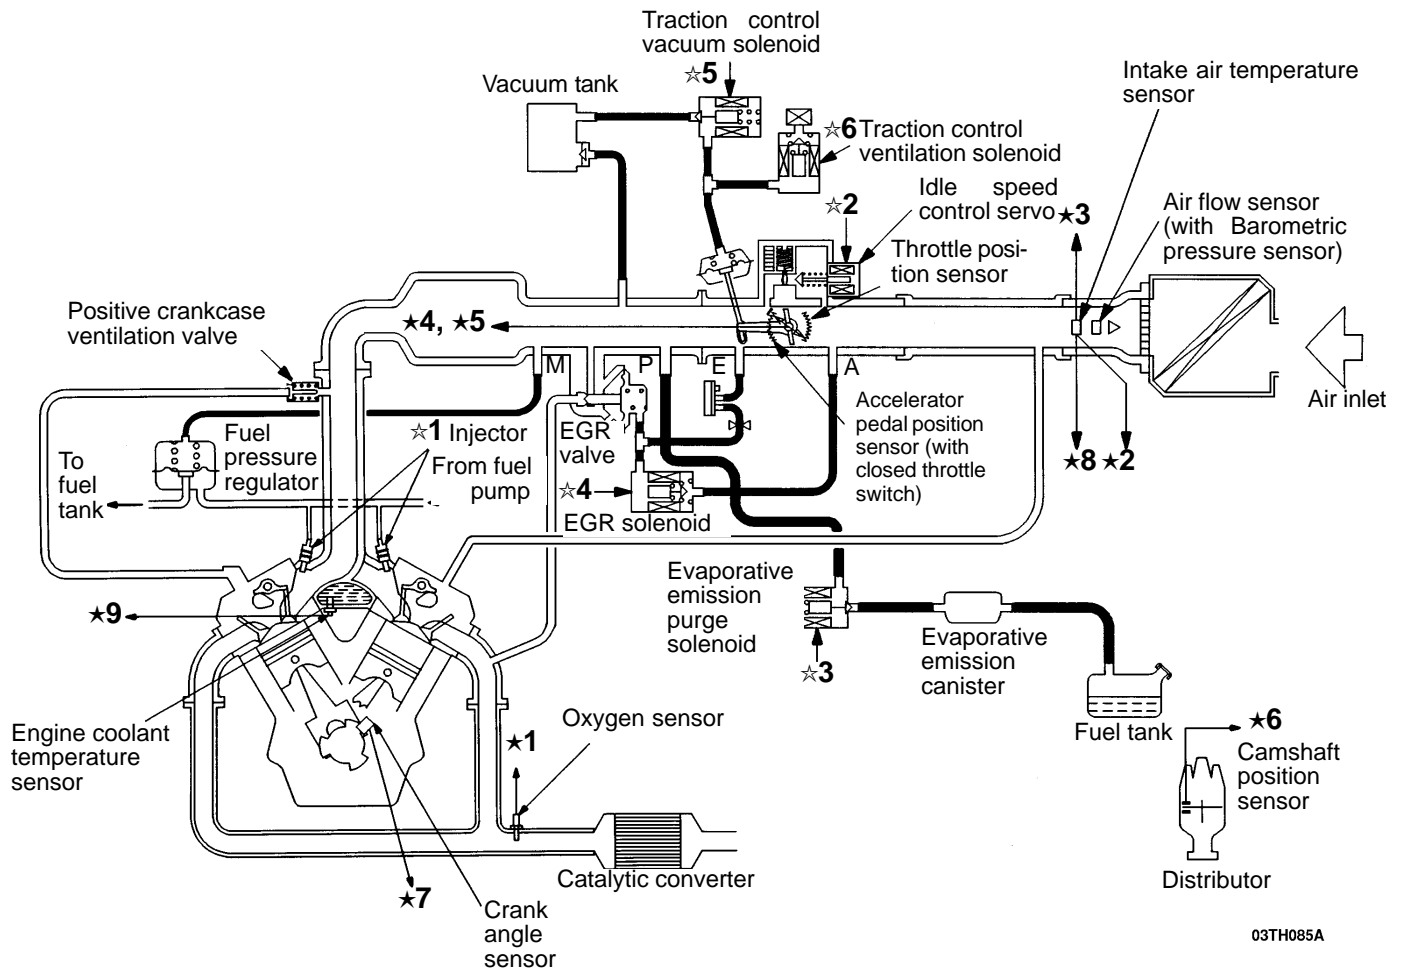 Traction control
vacuum solenoid
☆5
Vacuum tank
Intake air temperature
sensor
☆6 Traction control
ventilation solenoid
☆2
Idle speed
control servo
★3
Air flow sensor
(with Barometric
pressure sensor)
Throttle posi-
tion sensor
Positive crankcase
ventilation valve
★4, ★5
M
P
E
A
Air inlet
Accelerator
pedal position
sensor (with
closed throttle
switch)
★8 ★2
☆1 Injector
EGR
valve
Fuel
pressure
regulator
From fuel
pump
To
fuel
tank
☆4
EGR solenoid
Evaporative
emission
purge
solenoid
☆3
Evaporative
emission
canister
★9
Fuel tank
★6
Camshaft
position
sensor
Distributor
Engine coolant
temperature
sensor
Oxygen sensor
★1
Catalytic converter
★7
Crank
angle
sensor
03TH085A